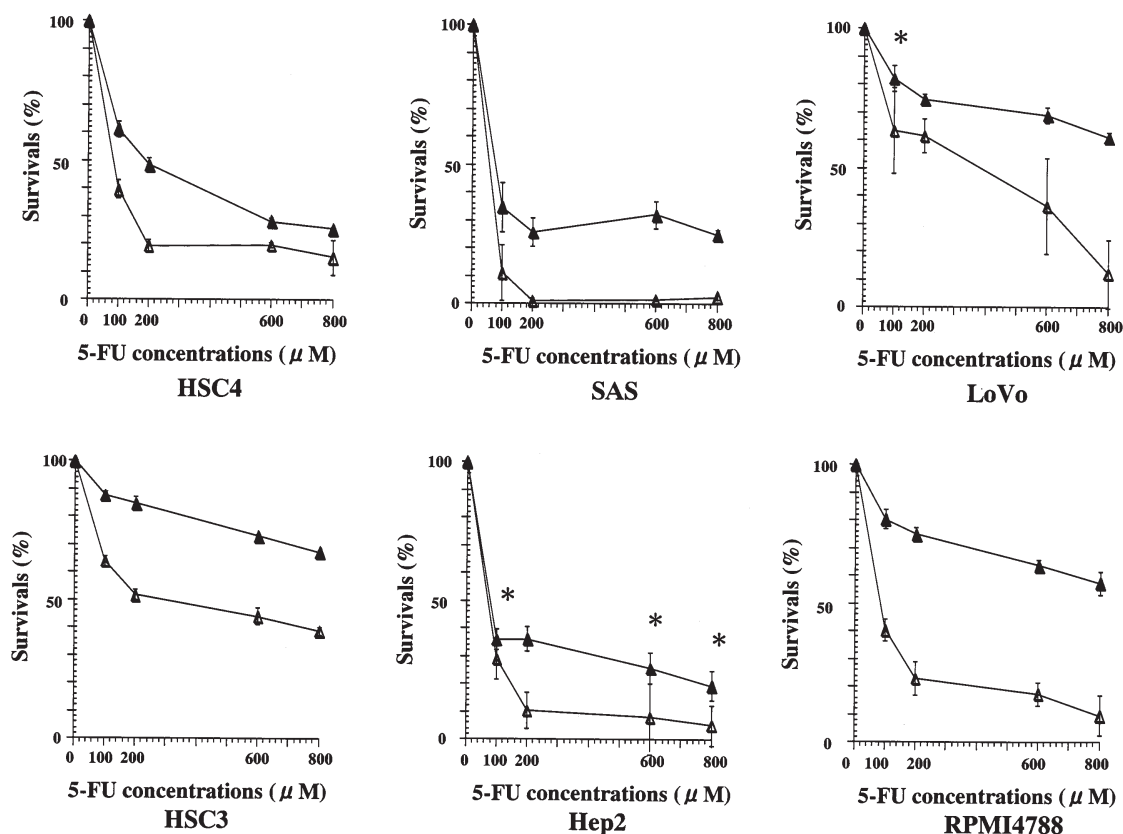 100
50
0
Survivals (%)
0 100 200 600 800
5-FU concentrations ( μ M)
HSC4
100
50
0
Survivals (%)
0 100 200 600 800
5-FU concentrations ( μ M)
SAS
100
50
0
Survivals (%)
*
0 100 200 600 800
5-FU concentrations ( μ M)
LoVo
100
50
0
Survivals (%)
0 100 200 600 800
5-FU concentrations ( μ M)
HSC3
100
50
0
Survivals (%)
* * *
0 100 200 600 800
5-FU concentrations ( μ M)
Hep2
100
50
0
Survivals (%)
0 100 200 600 800
5-FU concentrations ( μ M)
RPMI4788